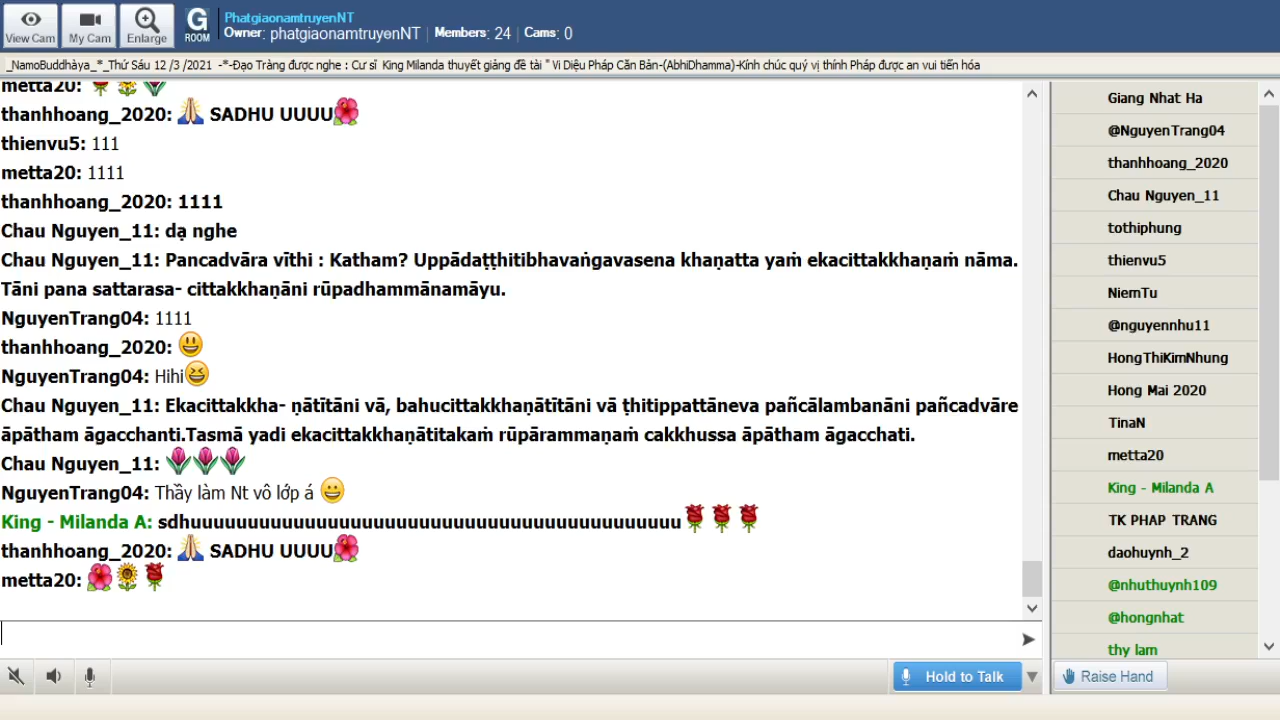 View Cam
My Cam
Enlarge
G
ROOM
PhatgiaonamtruyenNT
Owner: phatgiaonamtruyenNT | Members: 24 | Cams: 0
_NamoBuddhàya_*_Thứ Sáu 12 /3 /2021 -*-Đạo Tràng được nghe : Cư sĩ King Milanda thuyết giảng đề tài " Vi Diệu Pháp Căn Bản-(AbhiDhamma)-Kính chúc quý vị thính Pháp được an vui tiến hóa
metta20:
thanhhoang_2020: SADHU UUUU
thienvu5: 111
metta20: 1111
thanhhoang_2020: 1111
Chau Nguyen_11: dạ nghe
Chau Nguyen_11: Pancadvāra vīthi : Katham? Uppādaṭṭhitibhavaṅgavasena khaṇatta yaṁ ekacittakkhaṇaṁ nāma.
Tāni pana sattarasa- cittakkhaṇāni rūpadhammānamāyu.
NguyenTrang04: 1111
thanhhoang_2020:
NguyenTrang04: Hihi
Chau Nguyen_11: Ekacittakkha- ṇātītāni vā, bahucittakkhaṇātītāni vā ṭhitippattāneva pañcālambanāni pañcadvāre
āpātham āgacchanti.Tasmā yadi ekacittakkhaṇātitakaṁ rūpārammaṇaṁ cakkhussa āpātham āgacchati.
Chau Nguyen_11:
NguyenTrang04: Thầy làm Nt vô lớp á
King - Milanda A: sdhuuuuuuuuuuuuuuuuuuuuuuuuuuuuuuuuuuuuuuuuuu
thanhhoang_2020: SADHU UUUU
metta20:
Hold to Talk
Giang Nhat Ha
@NguyenTrang04
thanhhoang_2020
Chau Nguyen_11
tothiphung
thienvu5
NiemTu
@nguyennhu11
HongThiKimNhung
Hong Mai 2020
TinaN
metta20
King - Milanda A
TK PHAP TRANG
daohuynh_2
@nhuthuynh109
@hongnhat
thy lam
Raise Hand